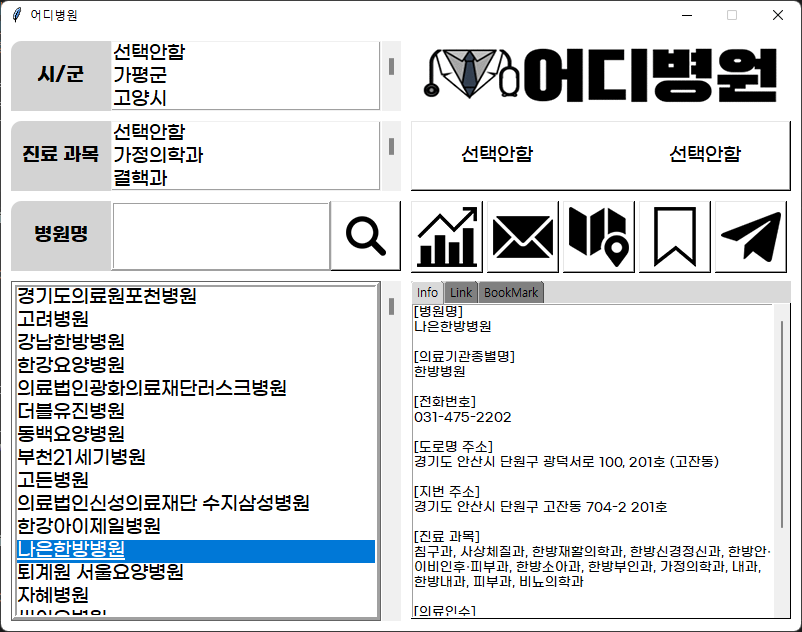 어디병원
시/군
선택안함
가평군
고양시
어디병원
진료 과목
선택안함
가정의학과
결핵과
선택안함
선택안함
병원명
경기도의료원포천병원
고려병원
강남한방병원
한강요양병원
의료법인광화의료재단러스크병원
더블유진병원
동백요양병원
부천21세기병원
고든병원
의료법인신성의료재단 수지삼성병원
한강아이제일병원
나은한방병원
퇴계원 서울요양병원
자혜병원
Info
Link
BookMark
[병원명]
나은한방병원
[의료기관종별명]
한방병원
[전화번호]
031-475-2202
[도로명 주소]
경기도 안산시 단원구 광덕서로 100, 201호 (고잔동)
[지번 주소]
경기도 안산시 단원구 고잔동 704-2 201호
[진료 과목]
침구과, 사상체질과, 한방재활의학과, 한방신경정신과, 한방안·
이비인후·피부과, 한방소아과, 한방부인과, 가정의학과, 내과,
한방내과, 피부과, 비뇨의학과
[의료인수]